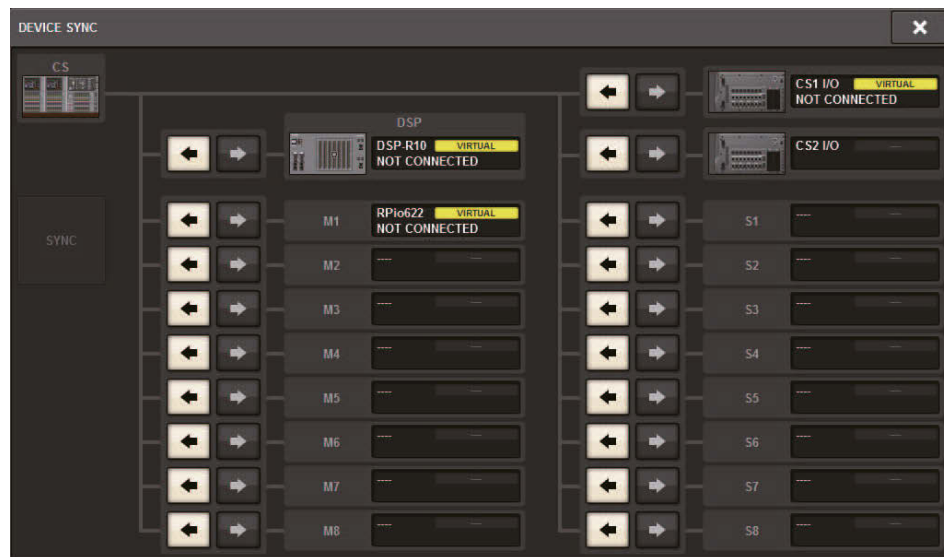 DEVICE SYNC
CS
CS1 I/O VIRTUAL
NOT CONNECTED
DSP
DSP-R10 VIRTUAL
NOT CONNECTED
CS2 I/O ----
SYNC
M1 RPio622 VIRTUAL
NOT CONNECTED
S1 ---- ----
M2 ---- ----
S2 ---- ----
M3 ---- ----
S3 ---- ----
M4 ---- ----
S4 ---- ----
M5 ---- ----
S5 ---- ----
M6 ---- ----
S6 ---- ----
M7 ---- ----
S7 ---- ----
M8 ---- ----
S8 ---- ----